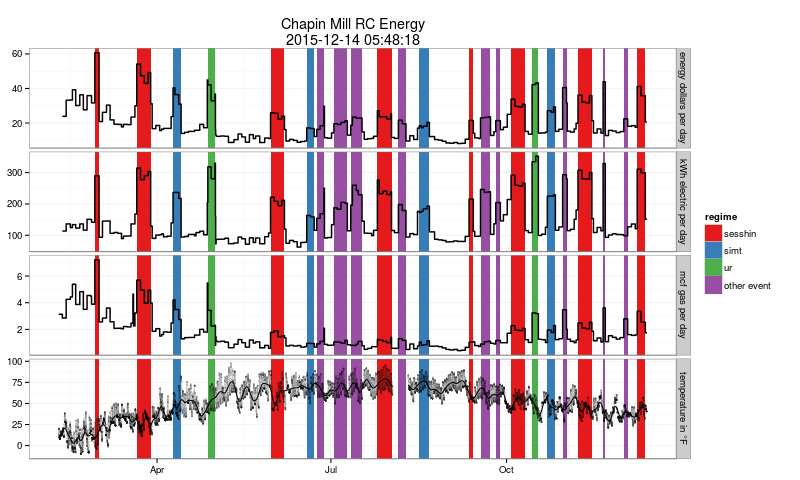 Chapin Mill RC Energy
2015-12-14 05:48:18
60
40
20
energy dollars per day
300
200
100
kWh electric per day
6
4
2
mcf gas per day
100
75
50
25
0
temperature in °F
Apr
Jul
Oct
regime
sesshin
simt
ur
other event